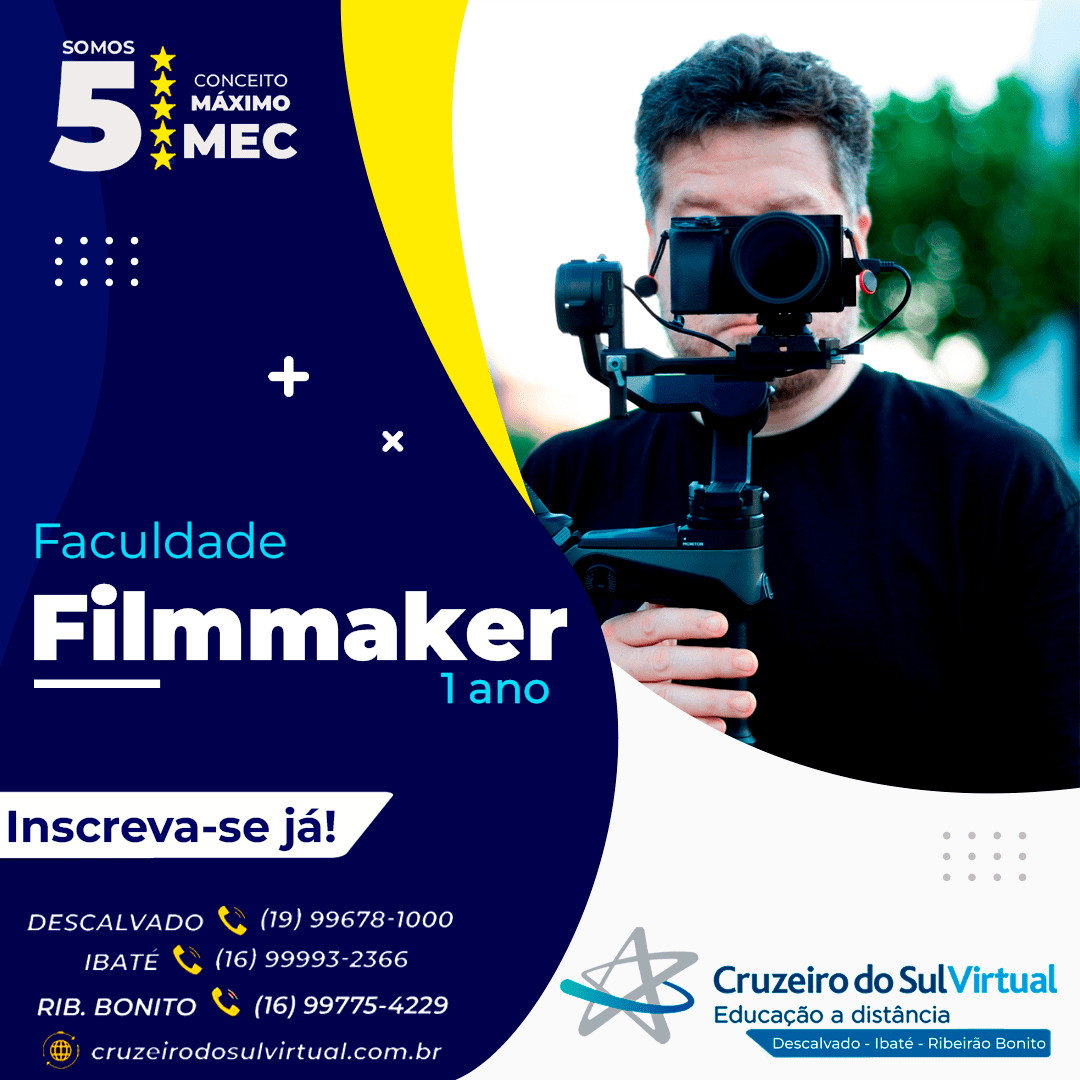 SOMOS
5
CONCEITO
MÁXIMO
MEC
MONITOR
Faculdade
Filmmaker
1 ano
Inscreva-se já!
DESCALVADO (19) 99678-1000
IBATÉ (16) 99993-2366
RIB. BONITO (16) 99775-4229
cruzeirodosulvirtual.com.br
Cruzeiro do Sul Virtual
Educação a distância
Descalvado - Ibaté - Ribeirão Bonito